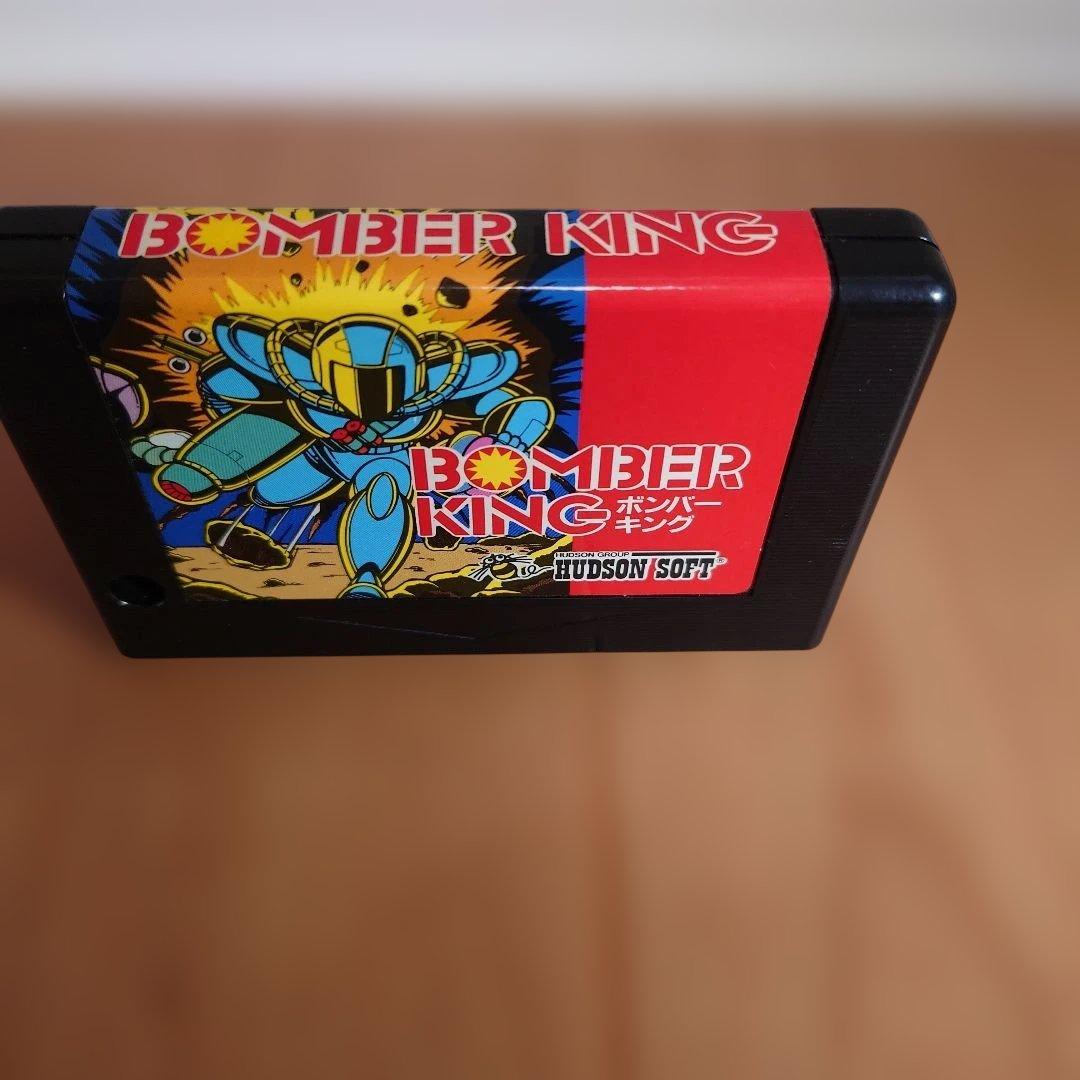 BOMBER KING
BOMBER
KING ボンバー
キング
HUDSON GROUP
HUDSON SOFT®